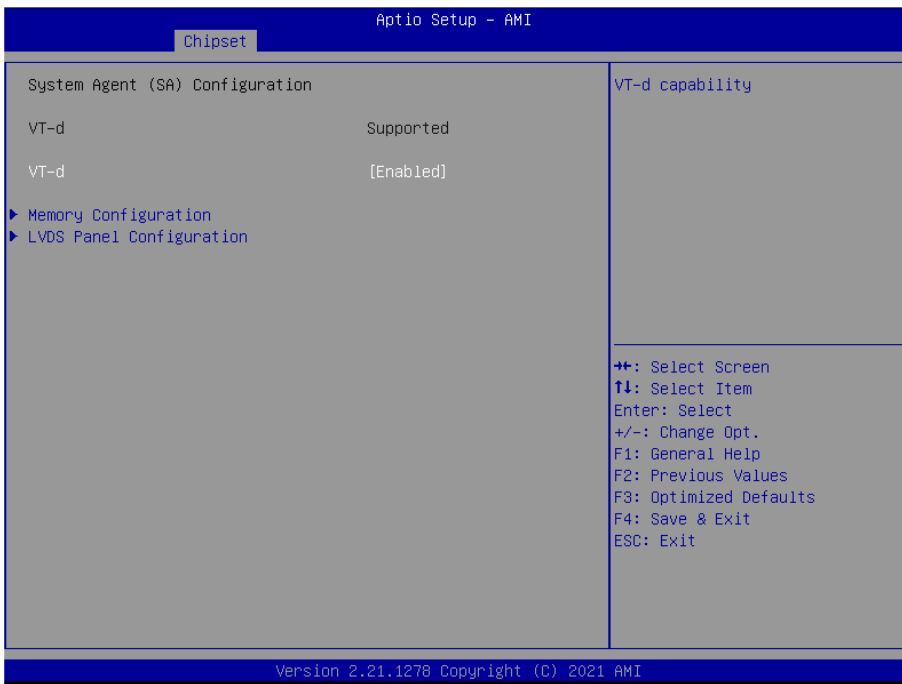 Aptio Setup – AMI
Chipset
System Agent (SA) Configuration
VT-d Supported
VT-d [Enabled]
▶ Memory Configuration
▶ LVDS Panel Configuration
VT-d capability
→←: Select Screen
↑↓: Select Item
Enter: Select
+/-: Change Opt.
F1: General Help
F2: Previous Values
F3: Optimized Defaults
F4: Save & Exit
ESC: Exit
Version 2.21.1278 Copyright (C) 2021 AMI